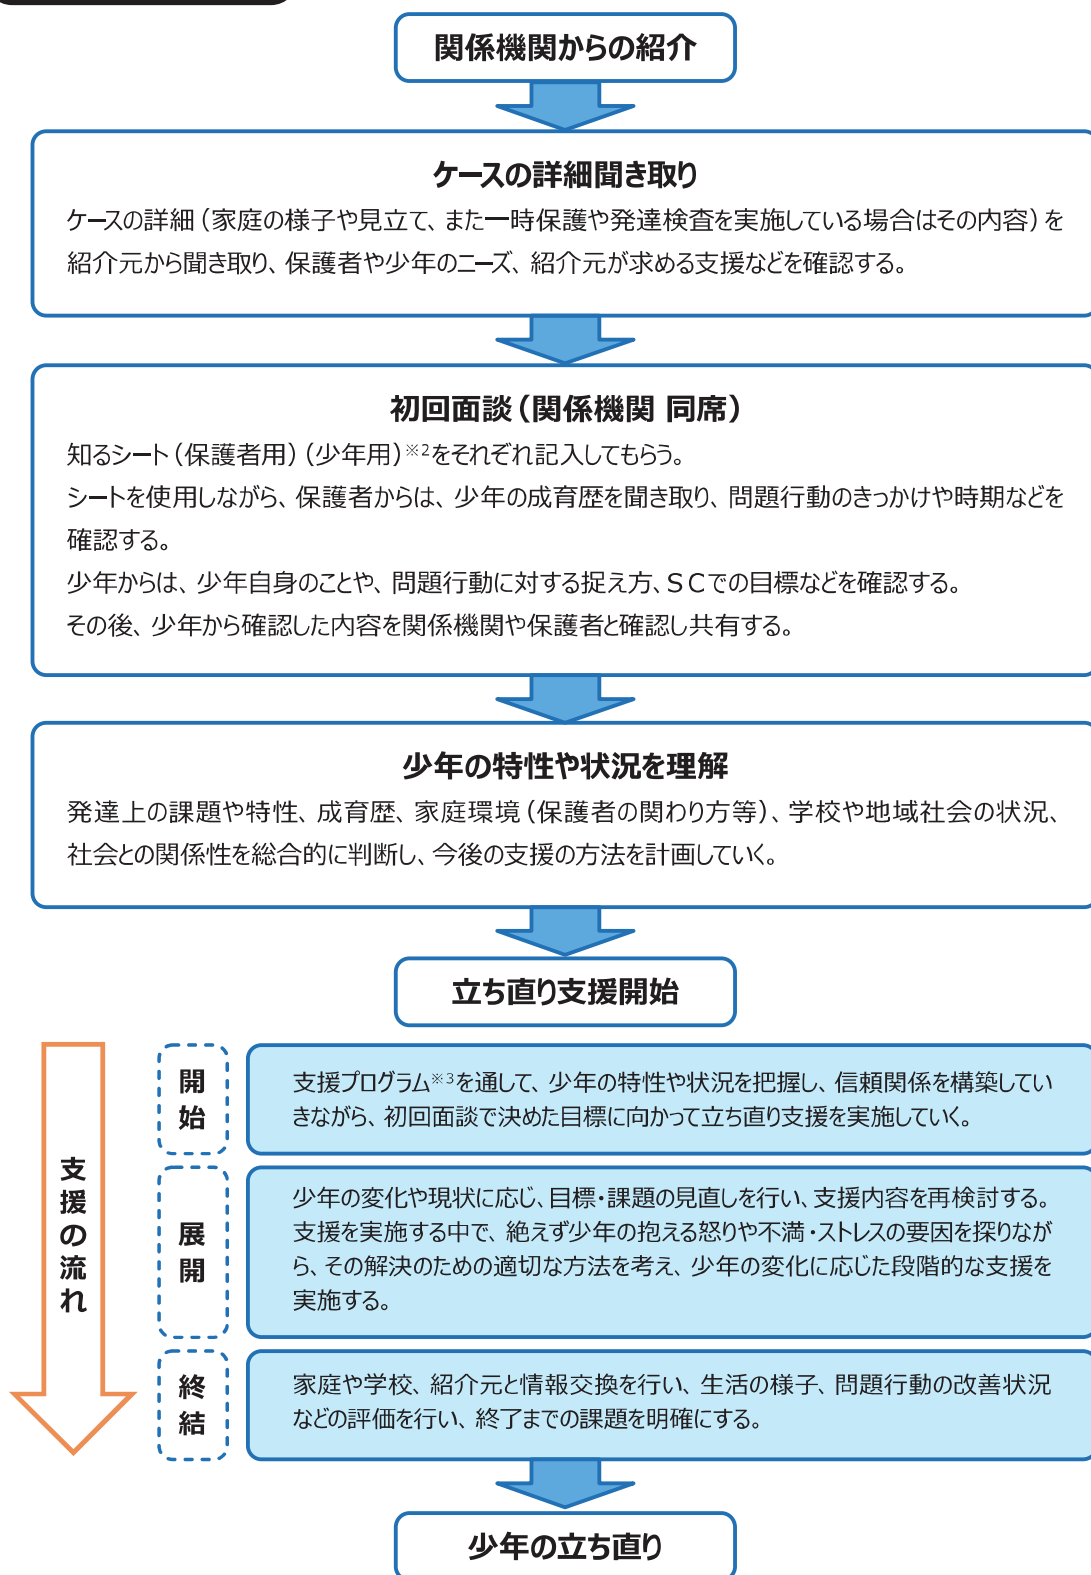 関係機関からの紹介
ケースの詳細聞き取り
ケースの詳細（家庭の様子や見立て、また一時保護や発達検査を実施している場合はその内容）を
紹介元から聞き取り、保護者や少年のニーズ、紹介元が求める支援などを確認する。
初回面談（関係機関 同席）
知るシート（保護者用）（少年用）※2をそれぞれ記入してもらう。
シートを使用しながら、保護者からは、少年の成育歴を聞き取り、問題行動のきっかけや時期などを
確認する。
少年からは、少年自身のことや、問題行動に対する捉え方、ＳＣでの目標などを確認する。
その後、少年から確認した内容を関係機関や保護者と確認し共有する。
少年の特性や状況を理解
発達上の課題や特性、成育歴、家庭環境（保護者の関わり方等）、学校や地域社会の状況、
社会との関係性を総合的に判断し、今後の支援の方法を計画していく。
立ち直り支援開始
支援の流れ
開始
支援プログラム※3を通して、少年の特性や状況を把握し、信頼関係を構築してい
きながら、初回面談で決めた目標に向かって立ち直り支援を実施していく。
展開
少年の変化や現状に応じ、目標・課題の見直しを行い、支援内容を再検討する。
支援を実施する中で、絶えず少年の抱える怒りや不満・ストレスの要因を探りなが
ら、その解決のための適切な方法を考え、少年の変化に応じた段階的な支援を
実施する。
終結
家庭や学校、紹介元と情報交換を行い、生活の様子、問題行動の改善状況
などの評価を行い、終了までの課題を明確にする。
少年の立ち直り